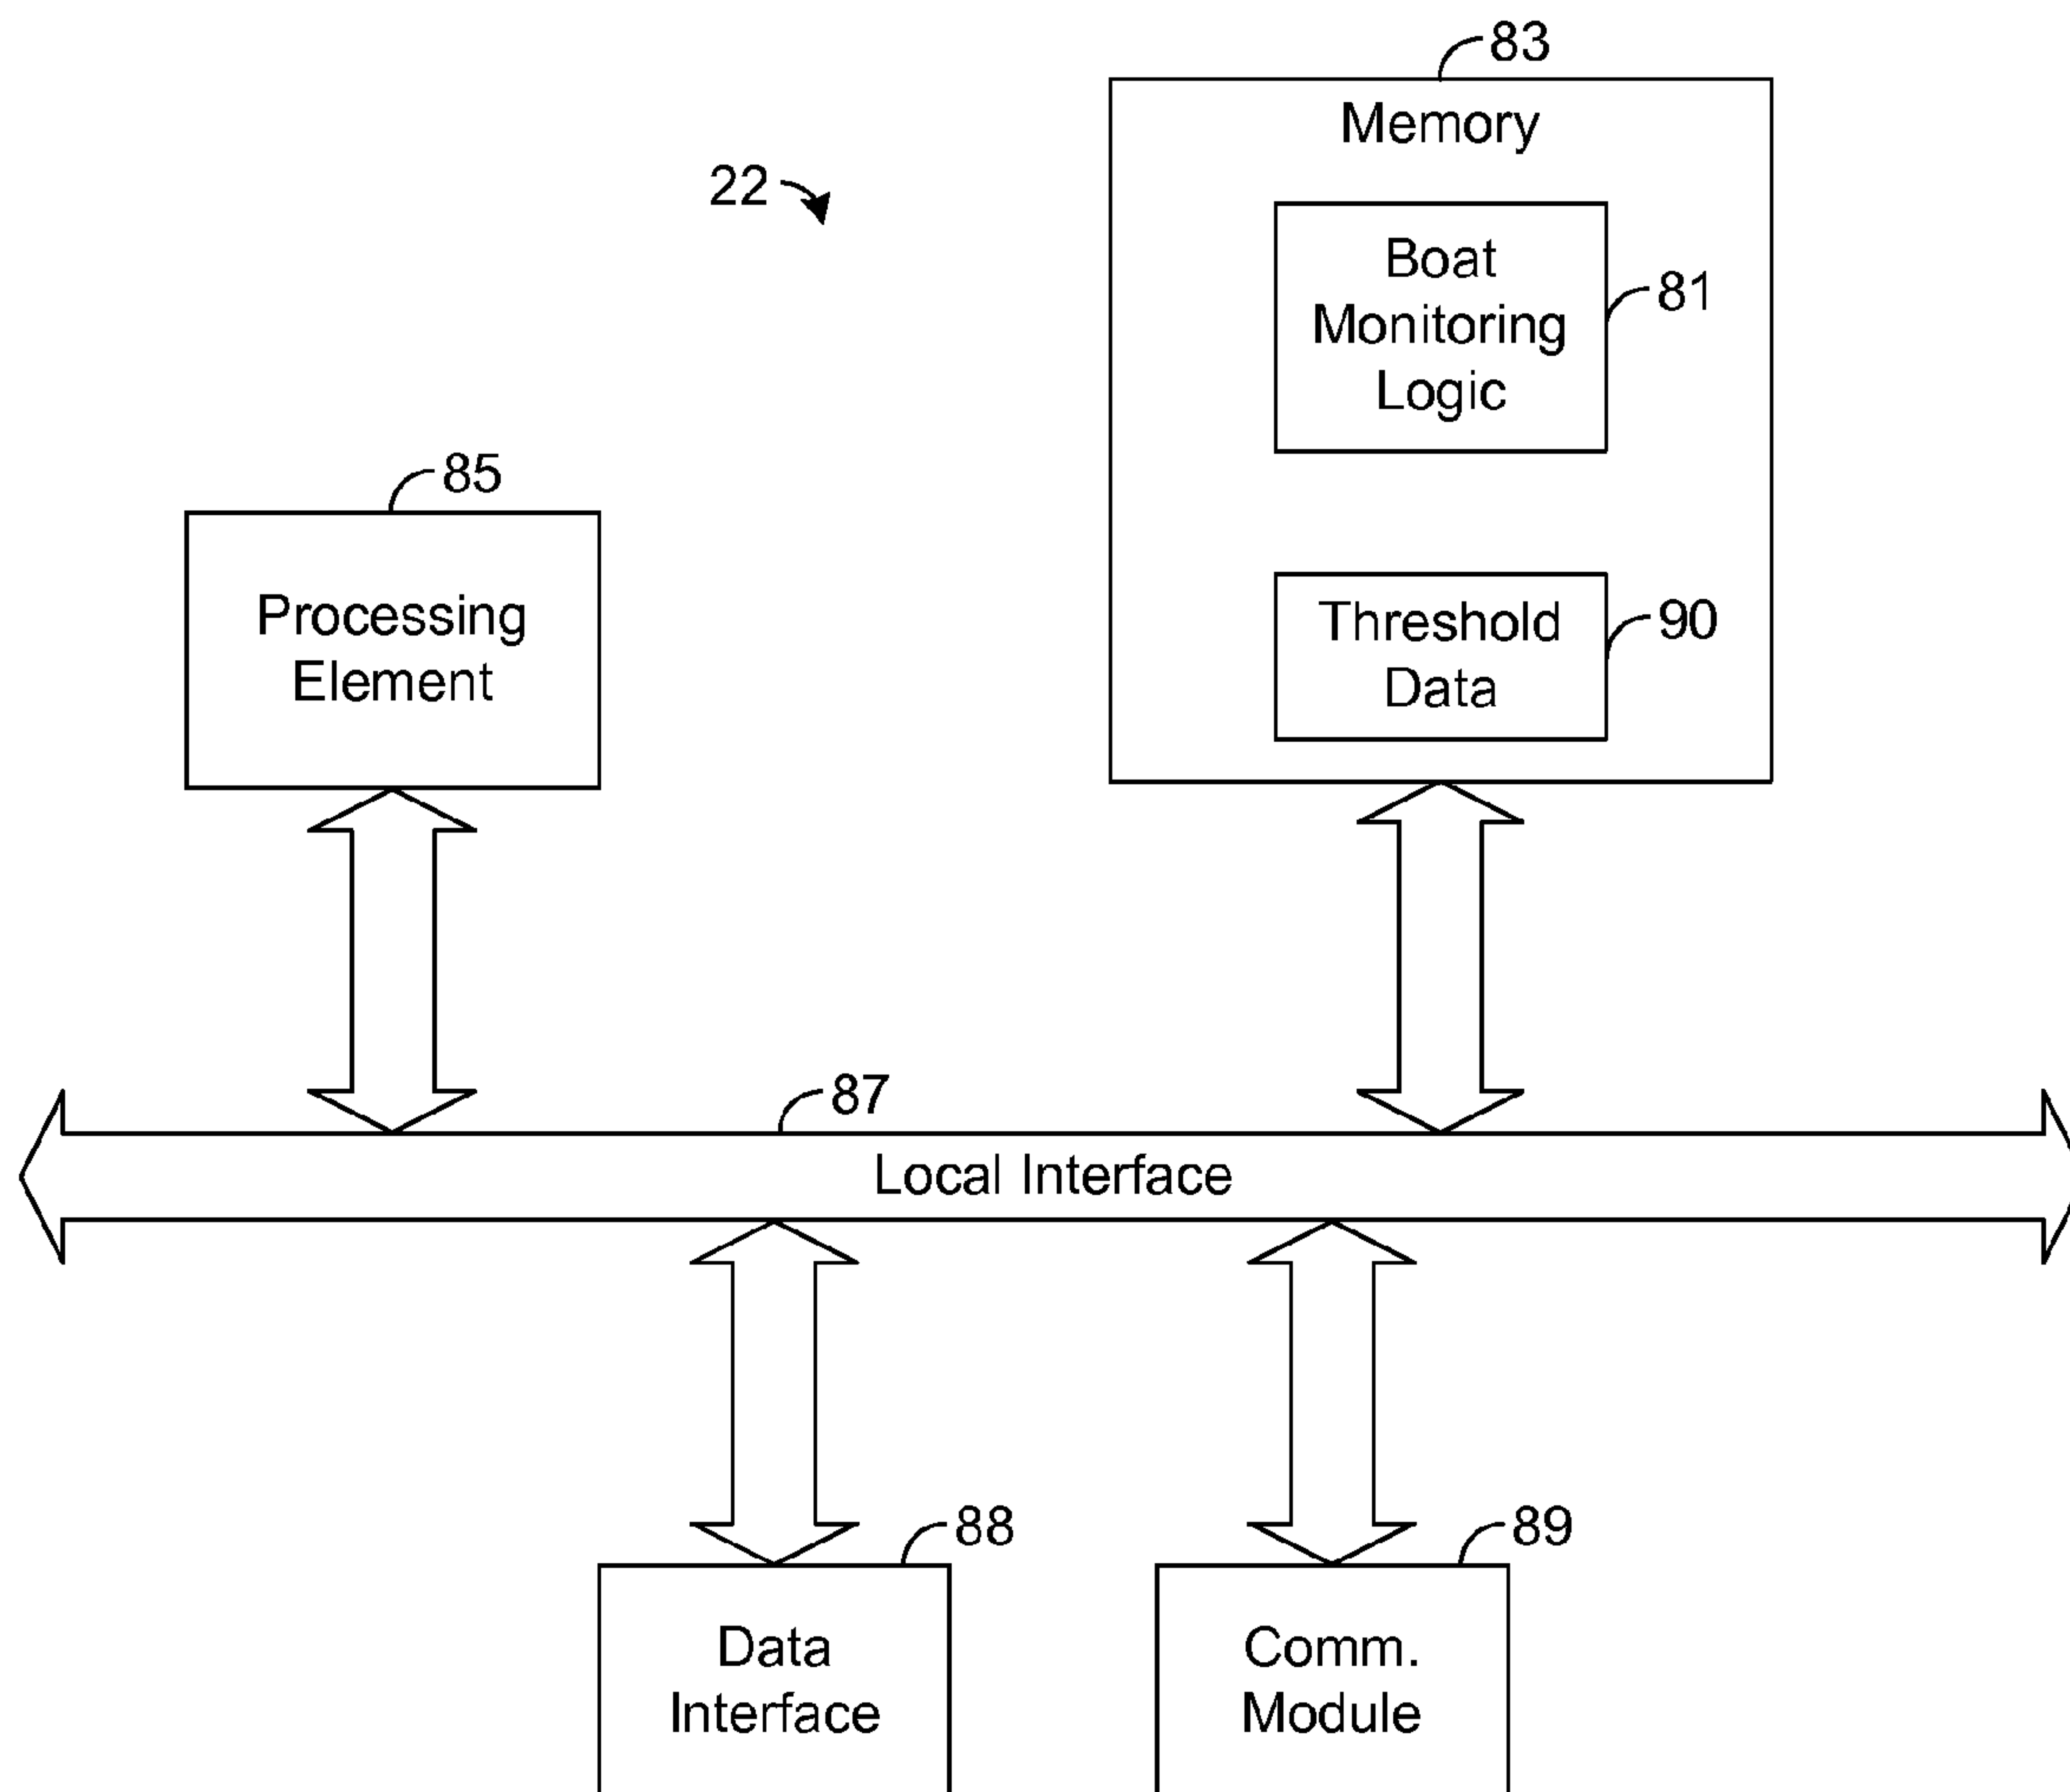 83
Memory
22
Boat
Monitoring
Logic
81
85
Processing
Element
Threshold
Data
90
87
Local Interface
88
Data
Interface
89
Comm.
Module